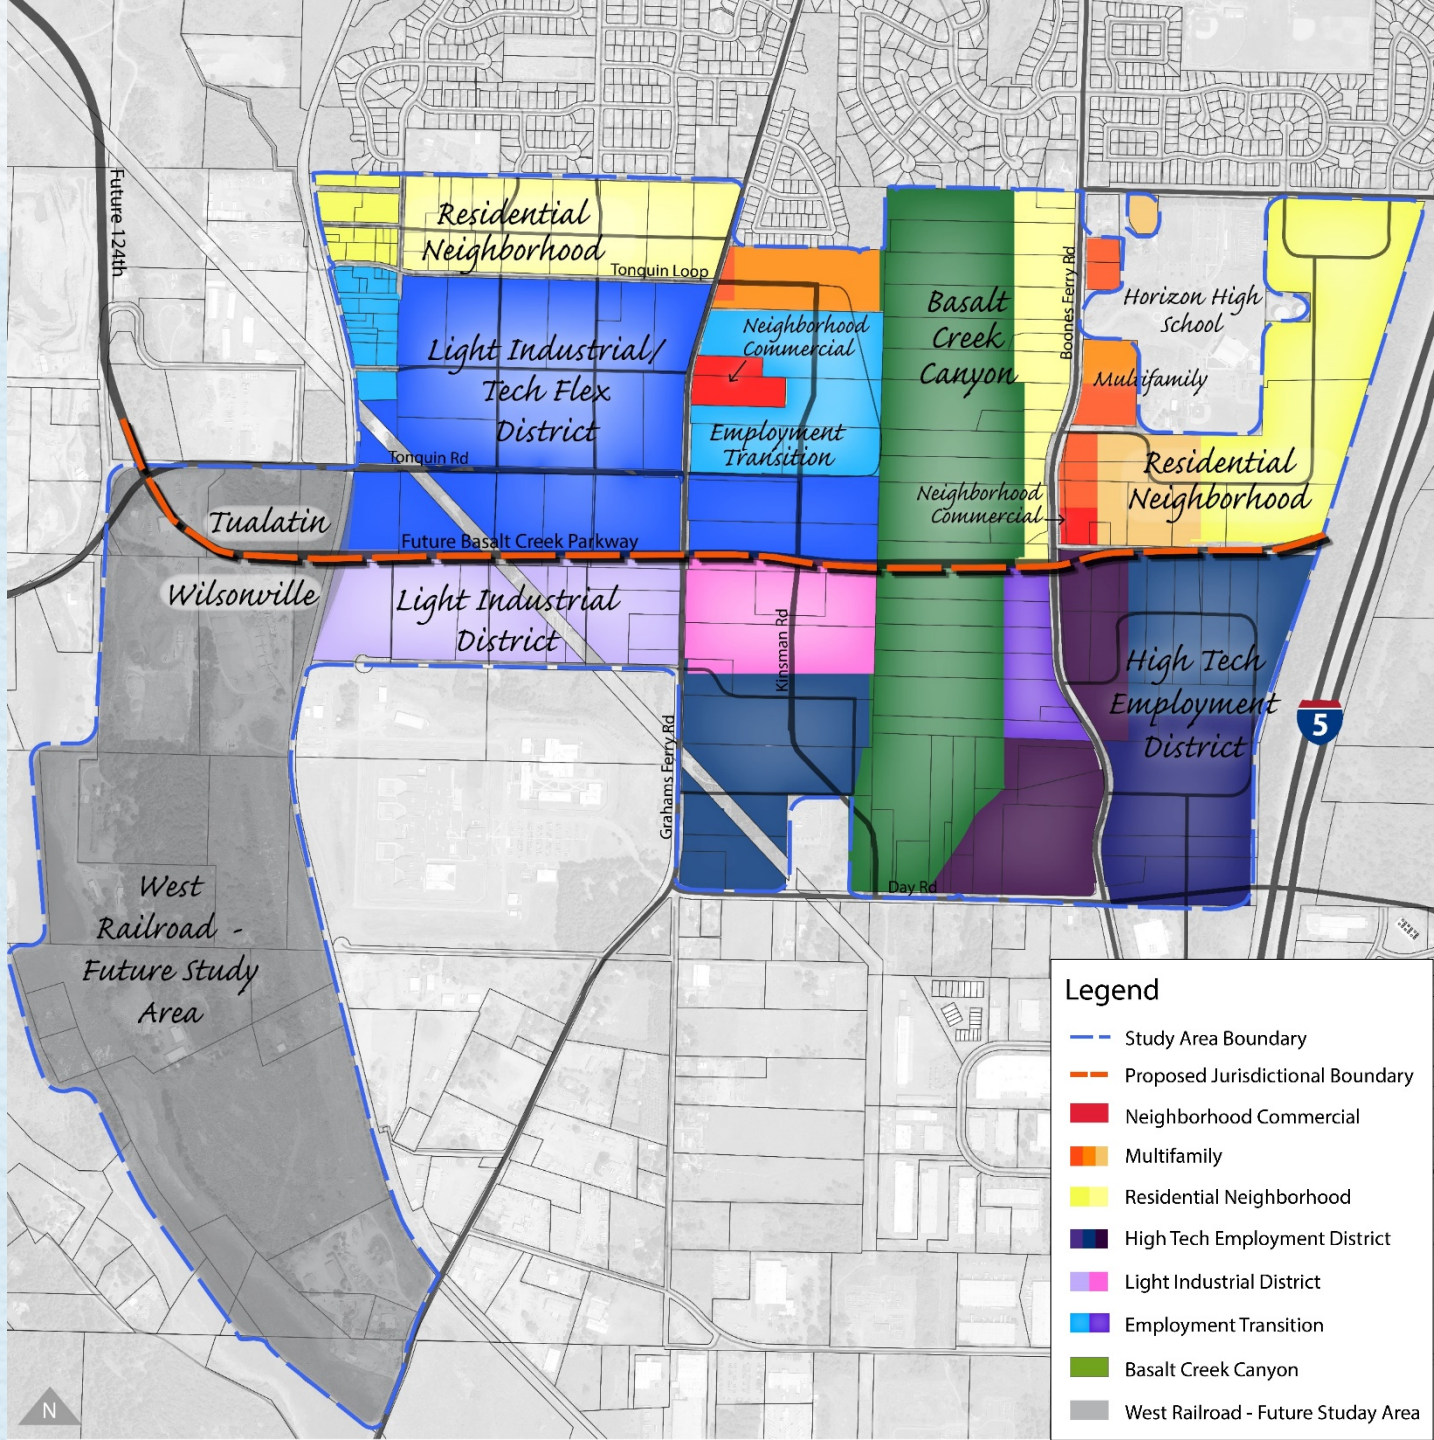 Future 124th
Residential
Neighborhood
Tonquin Loop
Light Industrial/
Tech Flex
District
Tonquin Rd
Neighborhood
Commercial
Employment
Transition
Basalt
Creek
Canyon
Boones Ferry Rd
Horizon High
School
Multifamily
Residential
Neighborhood
Neighborhood
Commercial
Tualatin
Future Basalt Creek Parkway
Wilsonville
Light Industrial
District
Kinsman Rd
Grahams Ferry Rd
High Tech
Employment
District
5
Day Rd
West
Railroad -
Future Study
Area
N
Legend
Study Area Boundary
Proposed Jurisdictional Boundary
Neighborhood Commercial
Multifamily
Residential Neighborhood
High Tech Employment District
Light Industrial District
Employment Transition
Basalt Creek Canyon
West Railroad - Future Studay Area